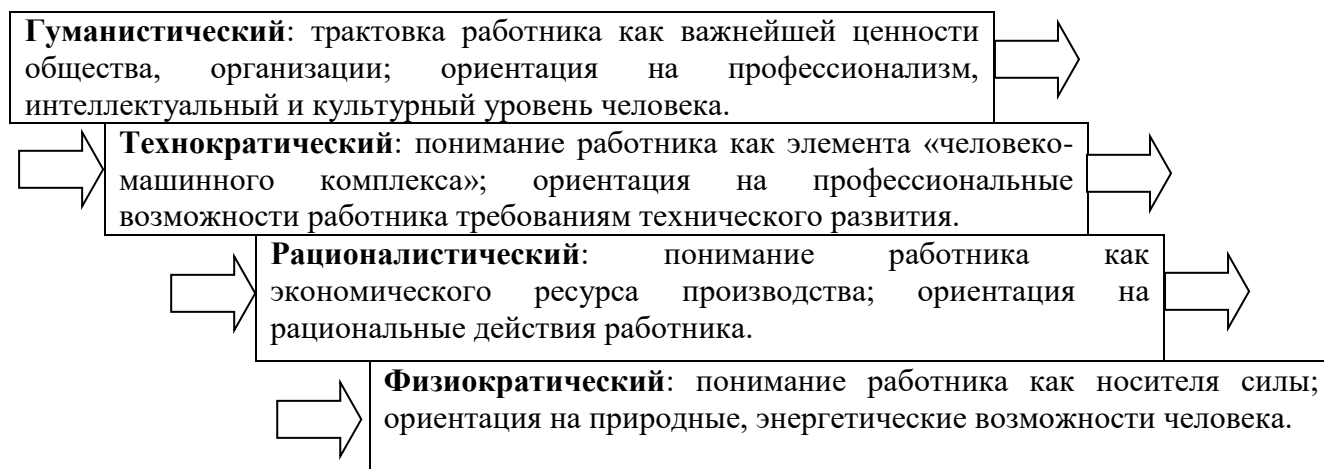 Гуманистический: трактовка работника как важнейшей ценности
общества, организации; ориентация на профессионализм,
интеллектуальный и культурный уровень человека.
Технократический: понимание работника как элемента «человеко-
машинного комплекса»; ориентация на профессиональные
возможности работника требованиям технического развития.
Рационалистический: понимание работника как
экономического ресурса производства; ориентация на
рациональные действия работника.
Физиократический: понимание работника как носителя силы;
ориентация на природные, энергетические возможности человека.